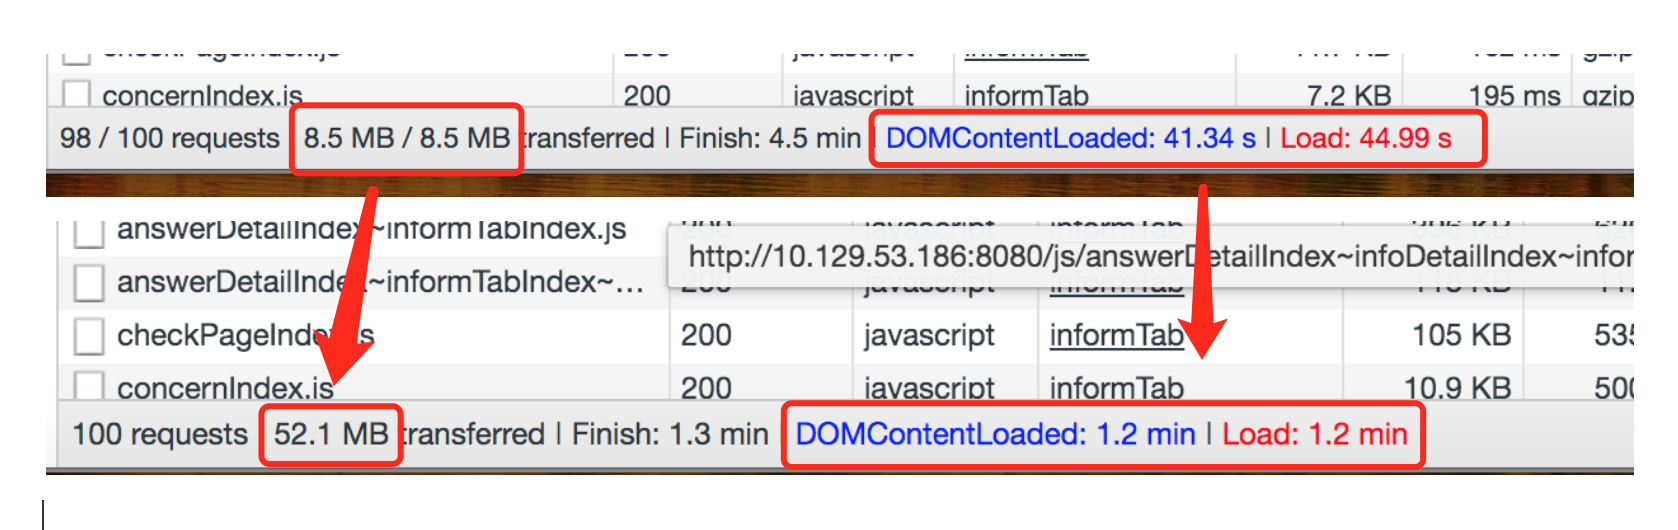 concernIndex.js 200 javascript informTab 7.2 KB 195 ms gzip
98 / 100 requests 8.5 MB / 8.5 MB transferred | Finish: 4.5 min | DOMContentLoaded: 41.34 s | Load: 44.99 s
answerDetailIndex~informTabIndex.js
http://10.129.53.186:8080/js/answerDetailIndex~infoDetailIndex~infor
answerDetailIndex~informTabIndex~...
checkPageIndex.js 200 javascript informTab 105 KB 535
concernIndex.js 200 javascript informTab 10.9 KB 500
100 requests 52.1 MB transferred | Finish: 1.3 min | DOMContentLoaded: 1.2 min | Load: 1.2 min